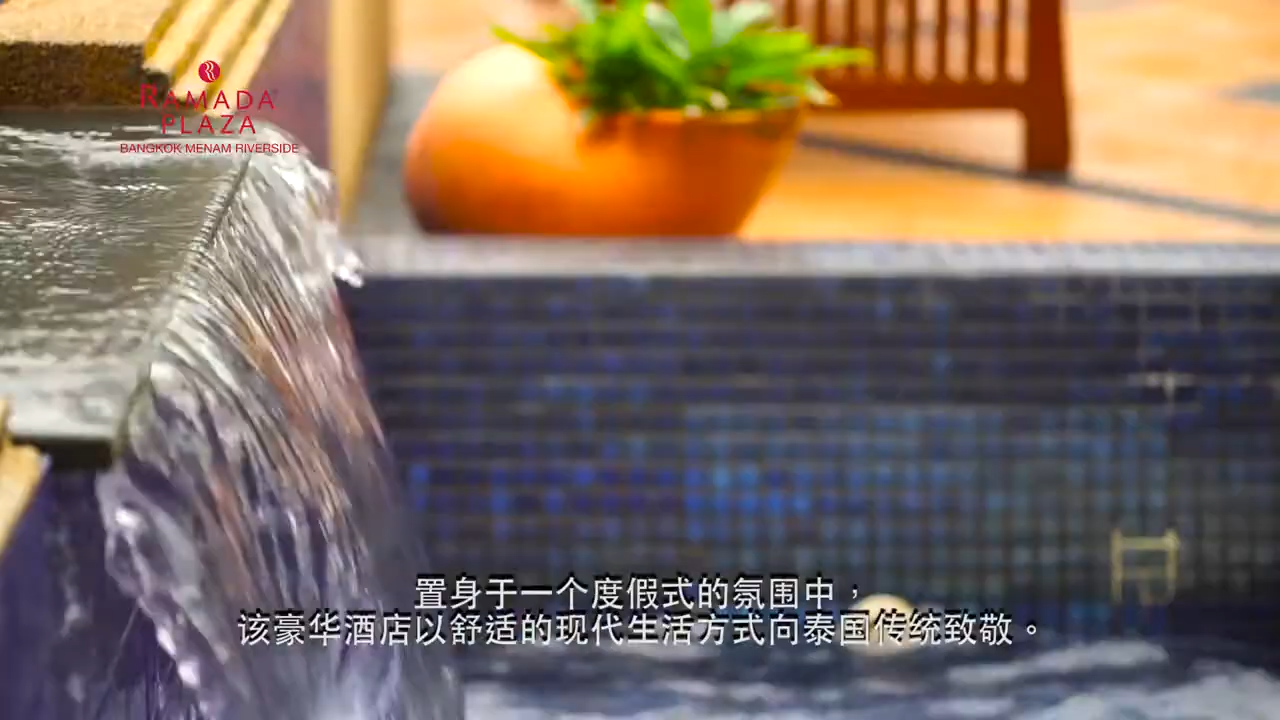 RAMADA
PLAZA
BANGKOK MENAM RIVERSIDE
置身于一个度假式的氛围中，
该豪华酒店以舒适的现代生活方式向泰国传统致敬。